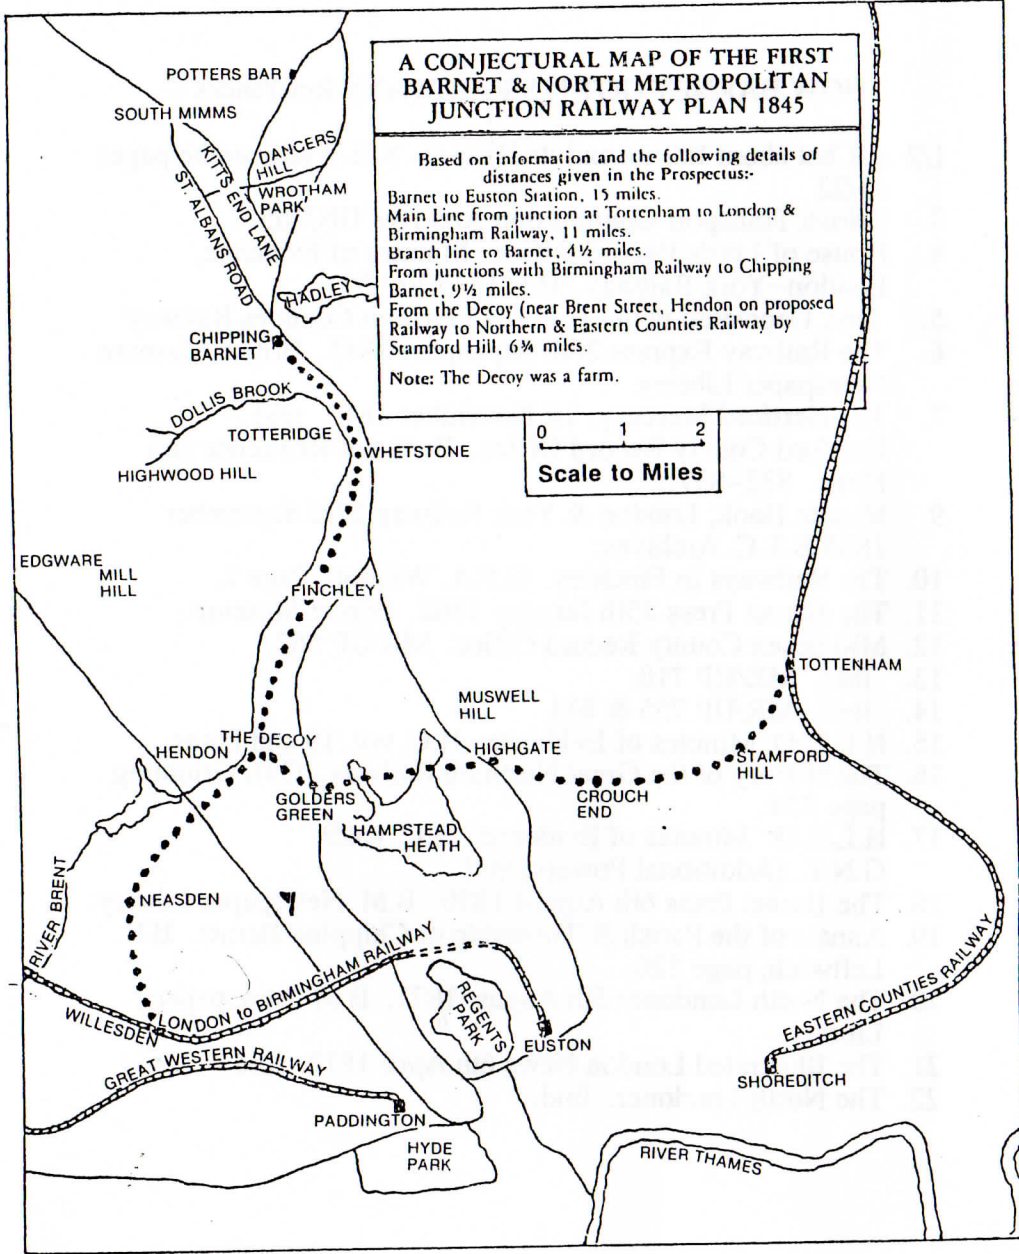 A CONJECTURAL MAP OF THE FIRST
BARNET & NORTH METROPOLITAN
JUNCTION RAILWAY PLAN 1845
Based on information and the following details of
distances given in the Prospectus:-
Barnet to Euston Station, 15 miles.
Main Line from junction at Tottenham to London &
Birmingham Railway, 11 miles.
Branch line to Barnet, 4½ miles.
From junctions with Birmingham Railway to Chipping
Barnet, 9½ miles.
From the Decoy (near Brent Street, Hendon on proposed
Railway to Northern & Eastern Counties Railway by
Stamford Hill, 6¾ miles.
Note: The Decoy was a farm.
0 1 2
Scale to Miles
POTTERS BAR
SOUTH MIMMS
KITTS END LANE
DANCERS
HILL
WROTHAM
PARK
ST. ALBANS ROAD
HADLEY
CHIPPING
BARNET
DOLLIS BROOK
TOTTERIDGE
WHETSTONE
HIGHWOOD HILL
EDGWARE
MILL
HILL
FINCHLEY
TOTTENHAM
MUSWELL
HILL
THE DECOY
HENDON
HIGHGATE
STAMFORD
HILL
GOLDERS
GREEN
CROUCH
END
HAMPSTEAD
HEATH
RIVER BRENT
NEASDEN
LONDON to BIRMINGHAM RAILWAY
WILLESDEN
REGENTS
PARK
EUSTON
EASTERN COUNTIES RAILWAY
GREAT WESTERN RAILWAY
SHOREDITCH
PADDINGTON
HYDE
PARK
RIVER THAMES